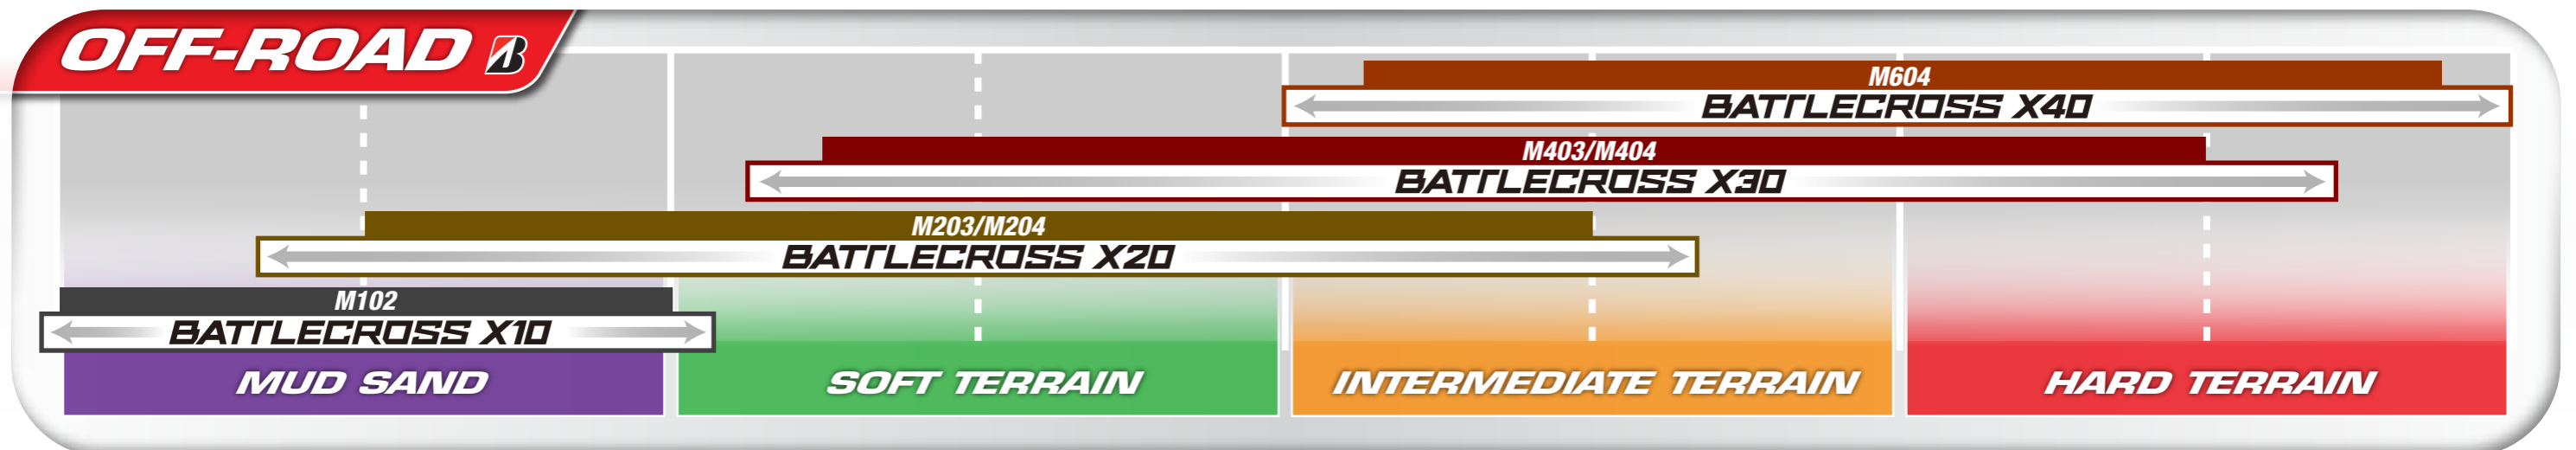 OFF-ROAD
M604
BATTLECROSS X40
M403/M404
BATTLECROSS X30
M203/M204
BATTLECROSS X20
M102
BATTLECROSS X10
MUD SAND
SOFT TERRAIN
INTERMEDIATE TERRAIN
HARD TERRAIN